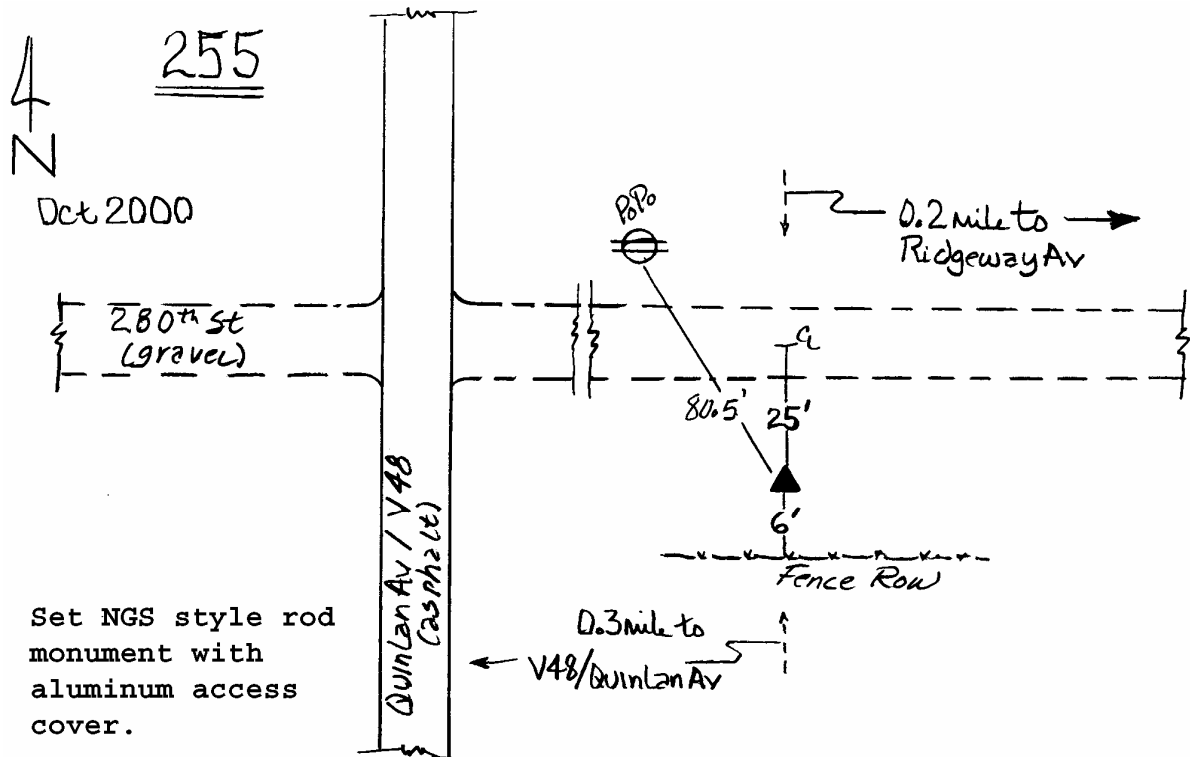 255
N
Oct 2000
PoPo
0.2 mile to
Ridgeway Av
280th St
(gravel)
CL
80.5'
25'
6'
Fence Row
Quinlan Av / V48
(asphalt)
0.3 mile to
V48/Quinlan Av
Set NGS style rod
monument with
aluminum access
cover.